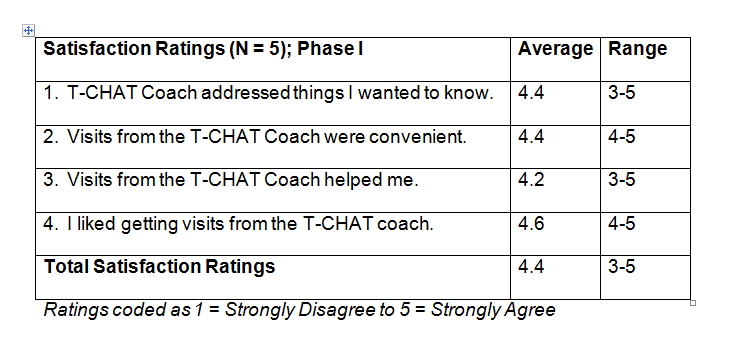 Satisfaction Ratings (N = 5); Phase I Average Range
1. T-CHAT Coach addressed things I wanted to know. 4.4 3-5
2. Visits from the T-CHAT Coach were convenient. 4.4 4-5
3. Visits from the T-CHAT Coach helped me. 4.2 3-5
4. I liked getting visits from the T-CHAT coach. 4.6 4-5
Total Satisfaction Ratings 4.4 3-5
Ratings coded as 1 = Strongly Disagree to 5 = Strongly Agree